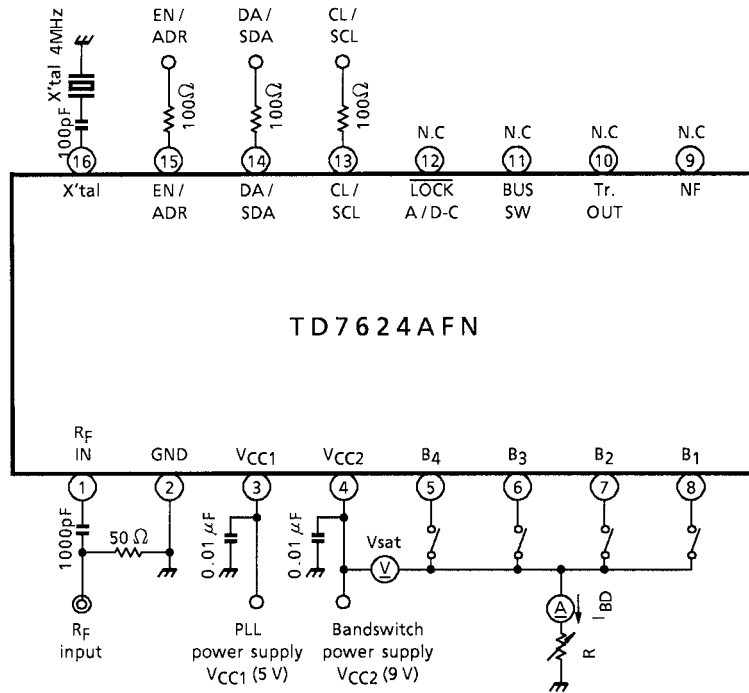 X'tal 4MHz
100pF
EN /
ADR
100Ω
DA /
SDA
100Ω
CL /
SCL
100Ω
N.C
N.C
N.C
N.C
16
15
14
13
12
11
10
9
X'tal
EN /
ADR
DA /
SDA
CL /
SCL
LOCK
A / D-C
BUS
SW
Tr.
OUT
NF
TD7624AFN
RF
IN
GND
VCC1
VCC2
B4
B3
B2
B1
1
2
3
4
5
6
7
8
1000pF
50 Ω
0.01 μF
0.01 μF
Vsat
V
A
IBD
R
RF
input
PLL
power supply
VCC1 (5 V)
Bandswitch
power supply
VCC2 (9 V)